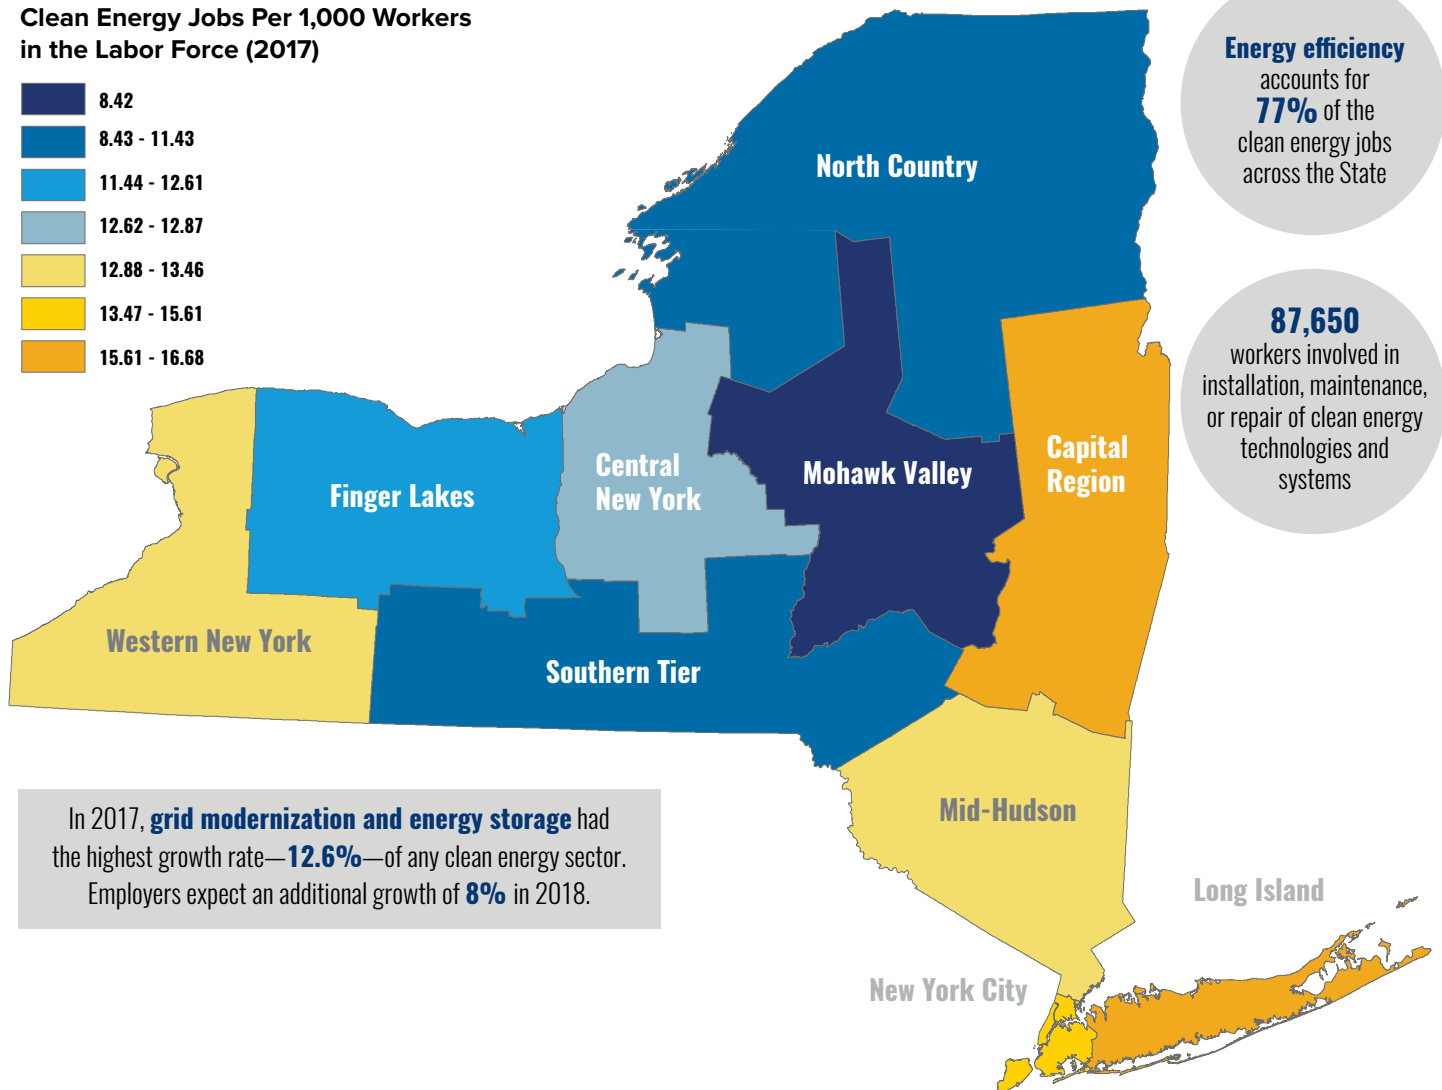 Clean Energy Jobs Per 1,000 Workers
in the Labor Force (2017)
8.42
8.43 - 11.43
11.44 - 12.61
12.62 - 12.87
12.88 - 13.46
13.47 - 15.61
15.61 - 16.68
Energy efficiency
accounts for
77% of the
clean energy jobs
across the State
87,650
workers involved in
installation, maintenance,
or repair of clean energy
technologies and
systems
North Country
Capital
Region
Mohawk Valley
Central
New York
Finger Lakes
Western New York
Southern Tier
Mid-Hudson
Long Island
New York City
In 2017, grid modernization and energy storage had
the highest growth rate—12.6%—of any clean energy sector.
Employers expect an additional growth of 8% in 2018.